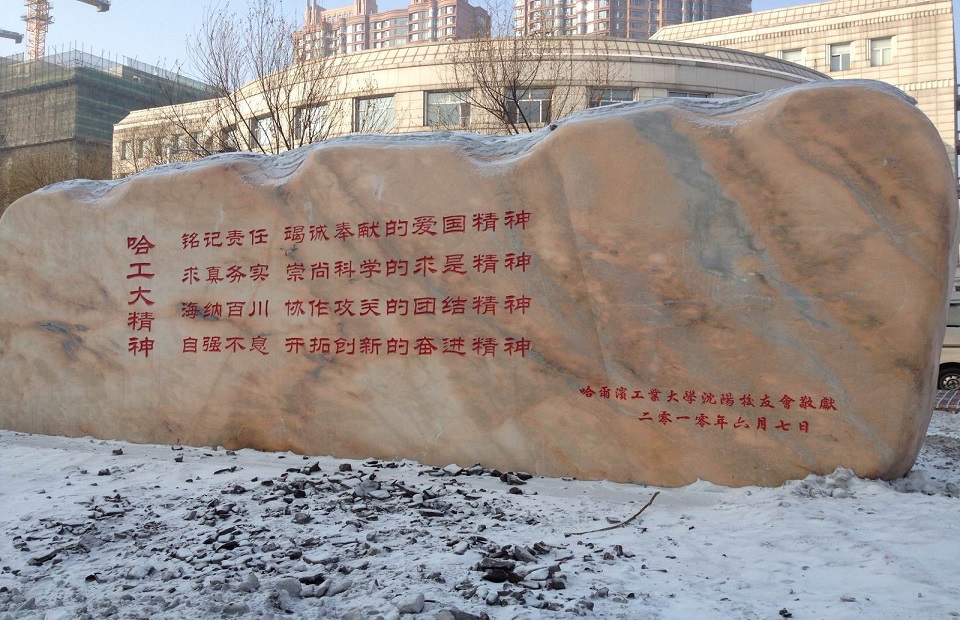 哈工大精神
铭记责任 竭诚奉献的爱国精神
求真务实 崇尚科学的求是精神
海纳百川 协作攻关的团结精神
自强不息 开拓创新的奋进精神
哈爾濱工業大學沈陽校友會敬獻
二零一零年六月七日